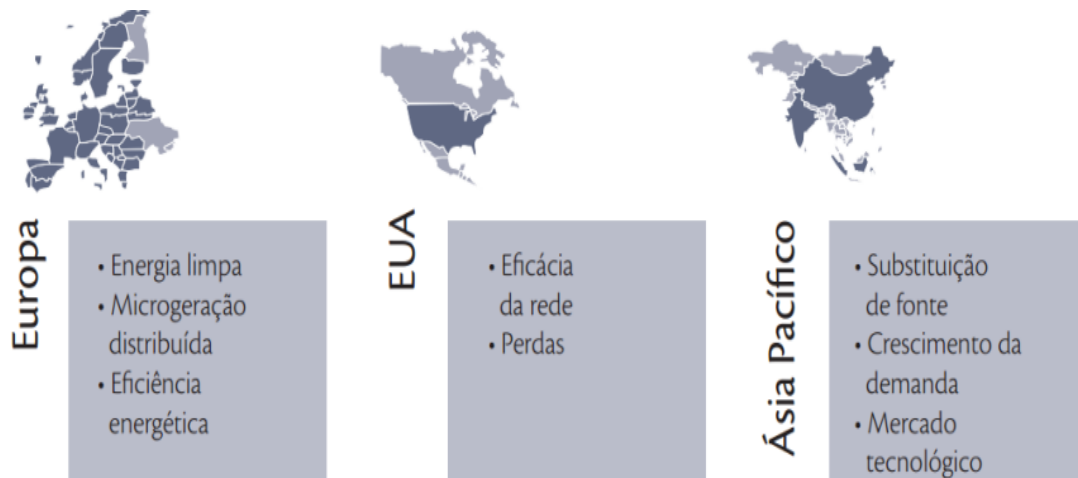 Europa
• Energia limpa
• Microgeração
distribuída
• Eficiência
energética
EUA
• Eficácia
da rede
• Perdas
Ásia Pacífico
• Substituição
de fonte
• Crescimento da
demanda
• Mercado
tecnológico